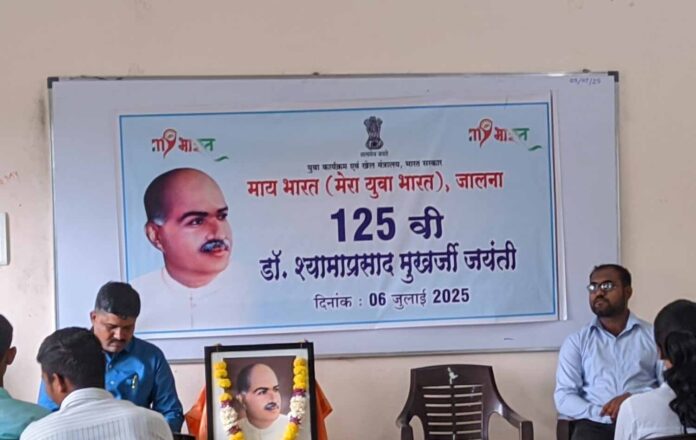 माय भारत
माय भारत
सत्यमेव जयते
युवा कार्यक्रम एवं खेल मंत्रालय, भारत सरकार
माय भारत (मेरा युवा भारत), जालना
125 वी
डॉ. श्यामाप्रसाद मुखर्जी जयंती
दिनांक : 06 जुलाई 2025